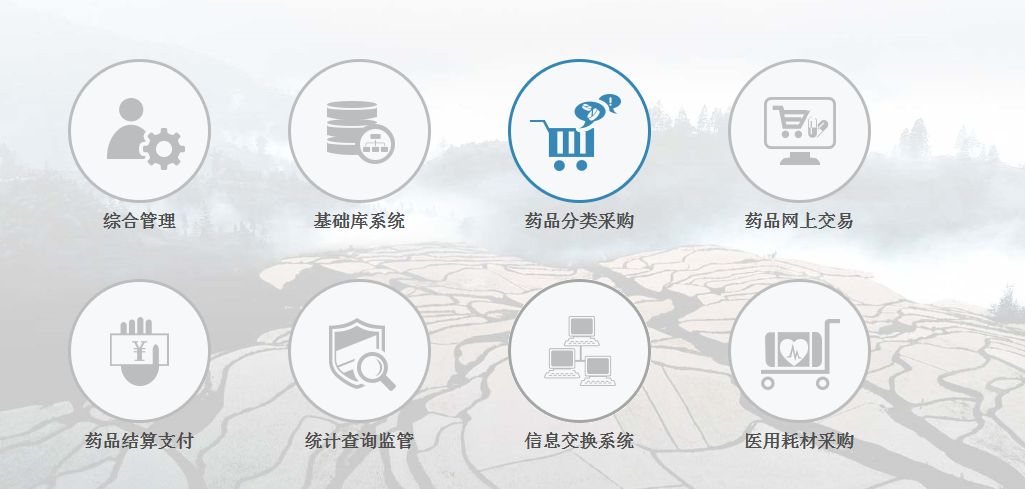 综合管理
基础库系统
药品分类采购
药品网上交易
¥
药品结算支付
统计查询监管
信息交换系统
医用耗材采购